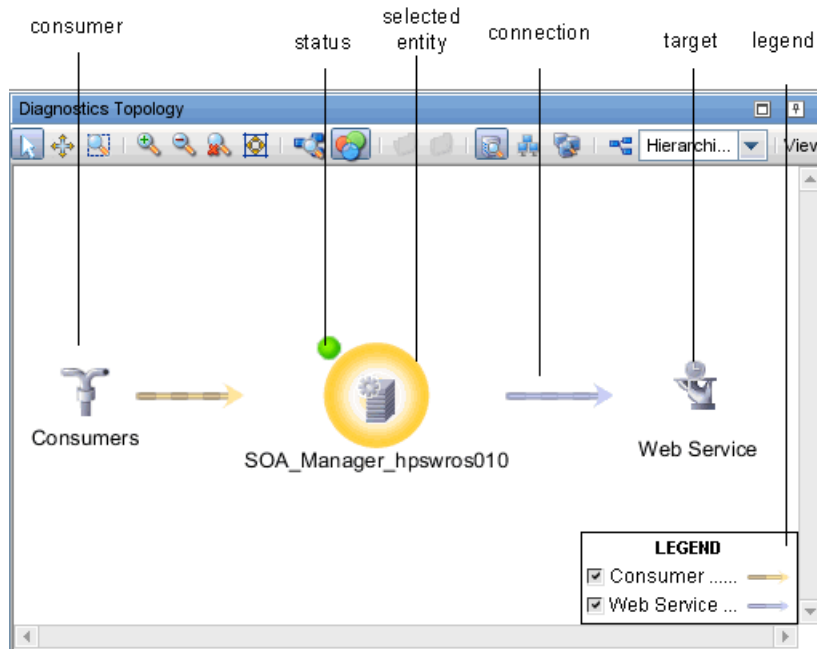 consumer
status
selected
entity
connection
target
legend
Diagnostics Topology
Hierarchi...
View
Consumers
SOA_Manager_hpswros010
Web Service
LEGEND
Consumer ......
Web Service ...